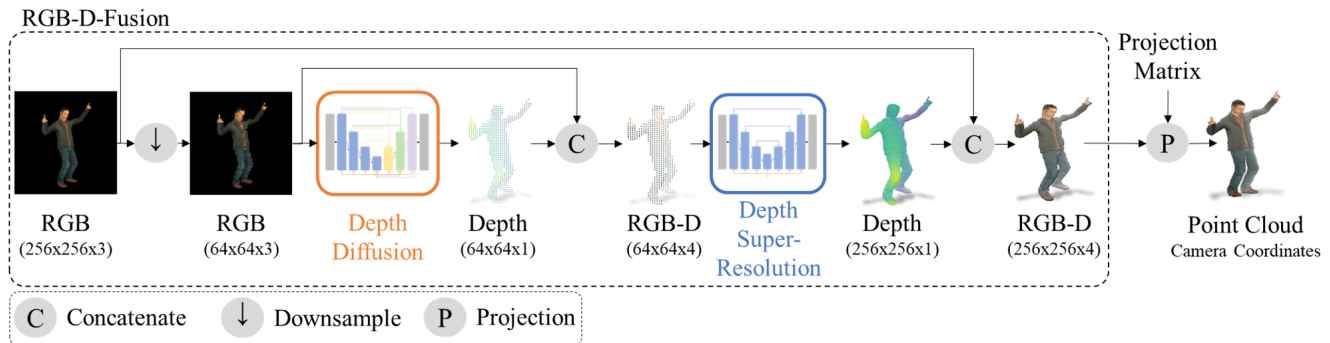 RGB-D-Fusion
Projection
Matrix
↓
C
C
P
RGB
(256x256x3)
RGB
(64x64x3)
Depth
Diffusion
Depth
(64x64x1)
RGB-D
(64x64x4)
Depth
Super-
Resolution
Depth
(256x256x1)
RGB-D
(256x256x4)
Point Cloud
Camera Coordinates
C Concatenate
↓ Downsample
P Projection